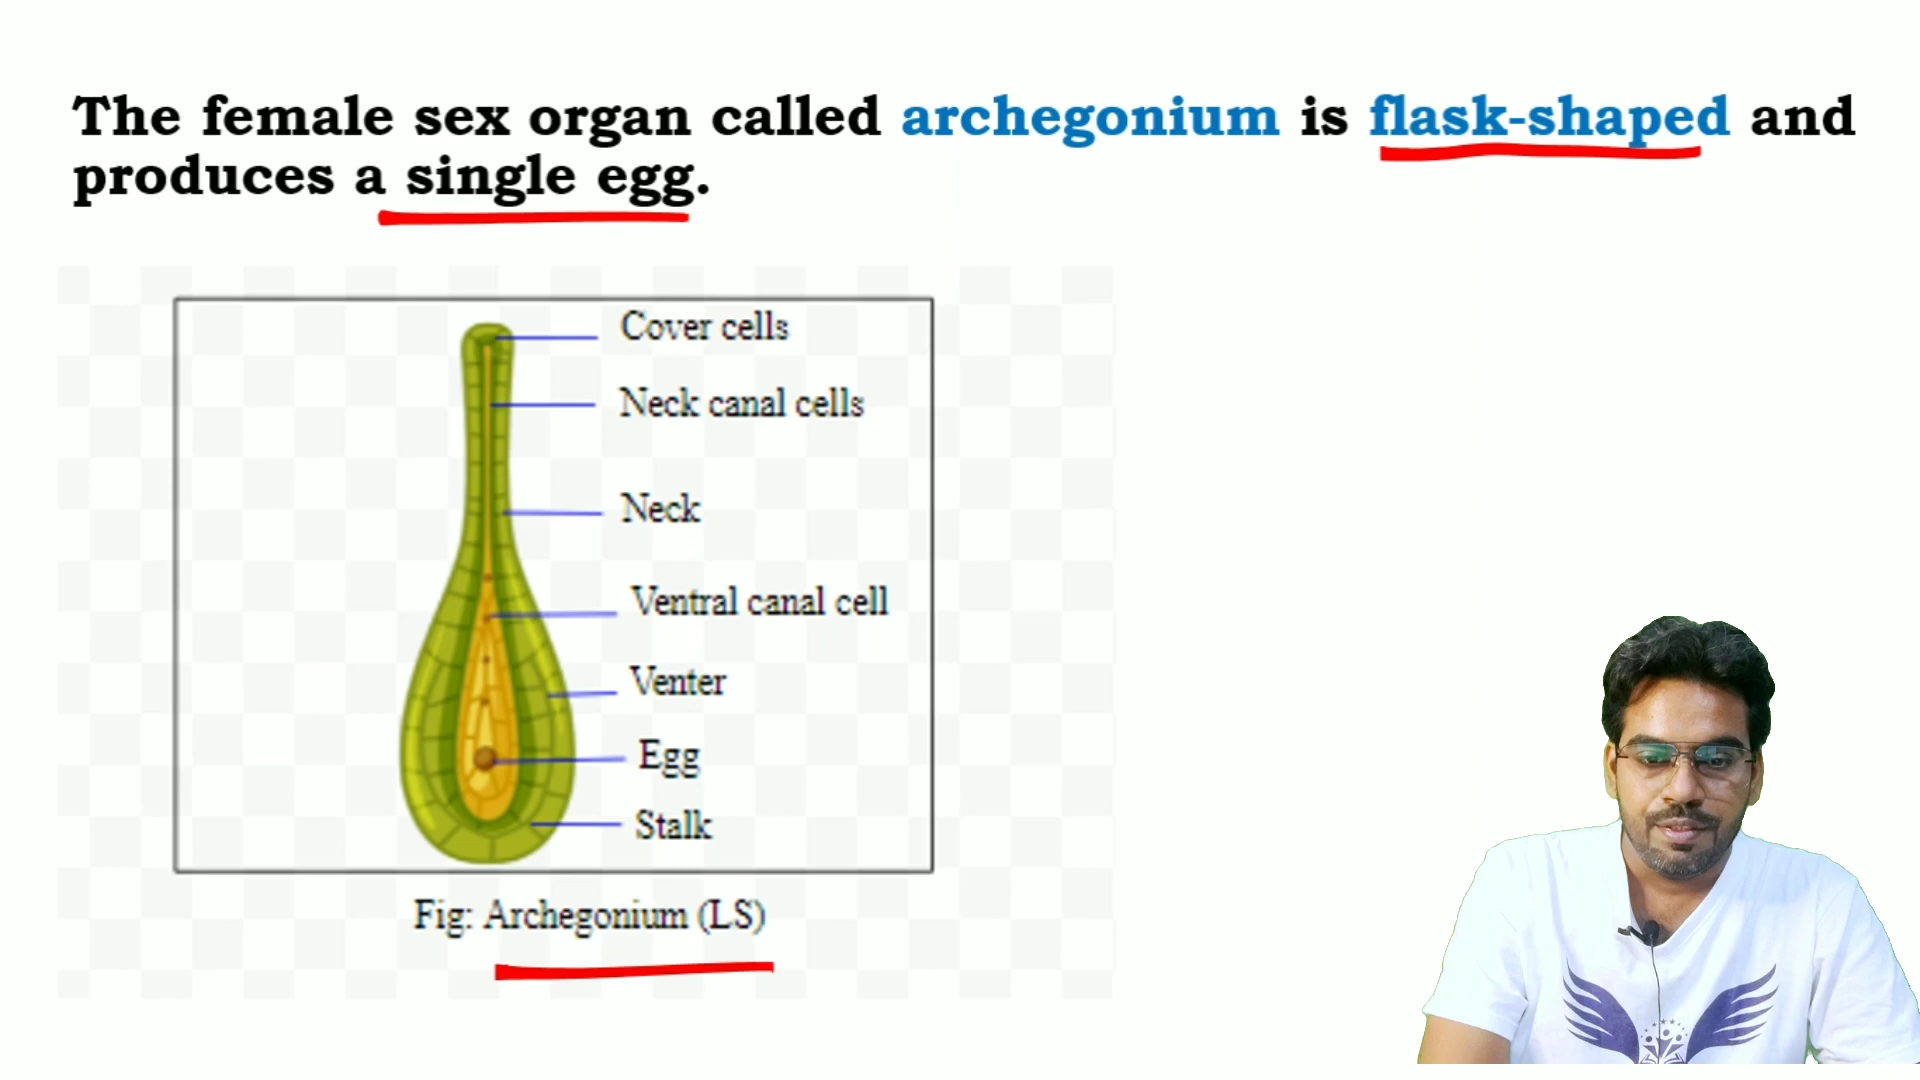 The female sex organ called archegonium is flask-shaped and
produces a single egg.
Cover cells
Neck canal cells
Neck
Ventral canal cell
Venter
Egg
Stalk
Fig: Archegonium (LS)